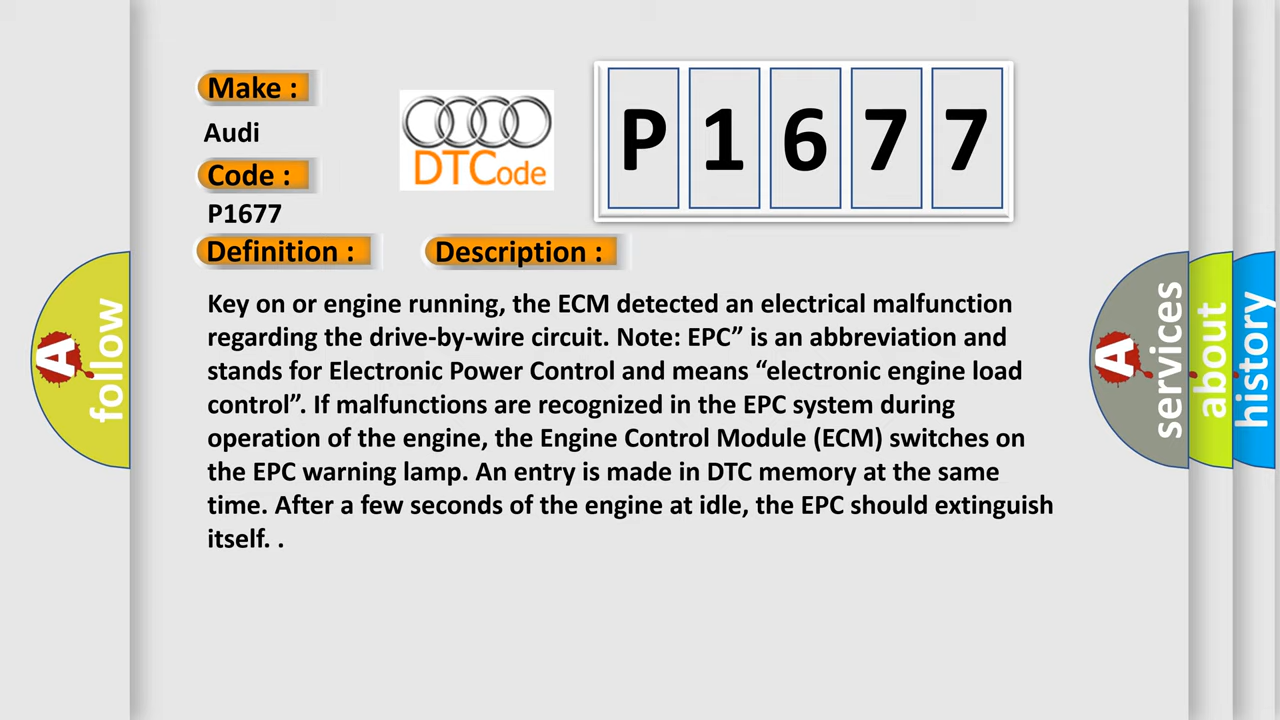 Make :
Audi
Code :
P1677
DTCode
P 1 6 7 7
Definition :
Description :
Key on or engine running, the ECM detected an electrical malfunction
regarding the drive-by-wire circuit. Note: EPC” is an abbreviation and
stands for Electronic Power Control and means “electronic engine load
control”. If malfunctions are recognized in the EPC system during
operation of the engine, the Engine Control Module (ECM) switches on
the EPC warning lamp. An entry is made in DTC memory at the same
time. After a few seconds of the engine at idle, the EPC should extinguish
itself. .
A follow
A services
about
history